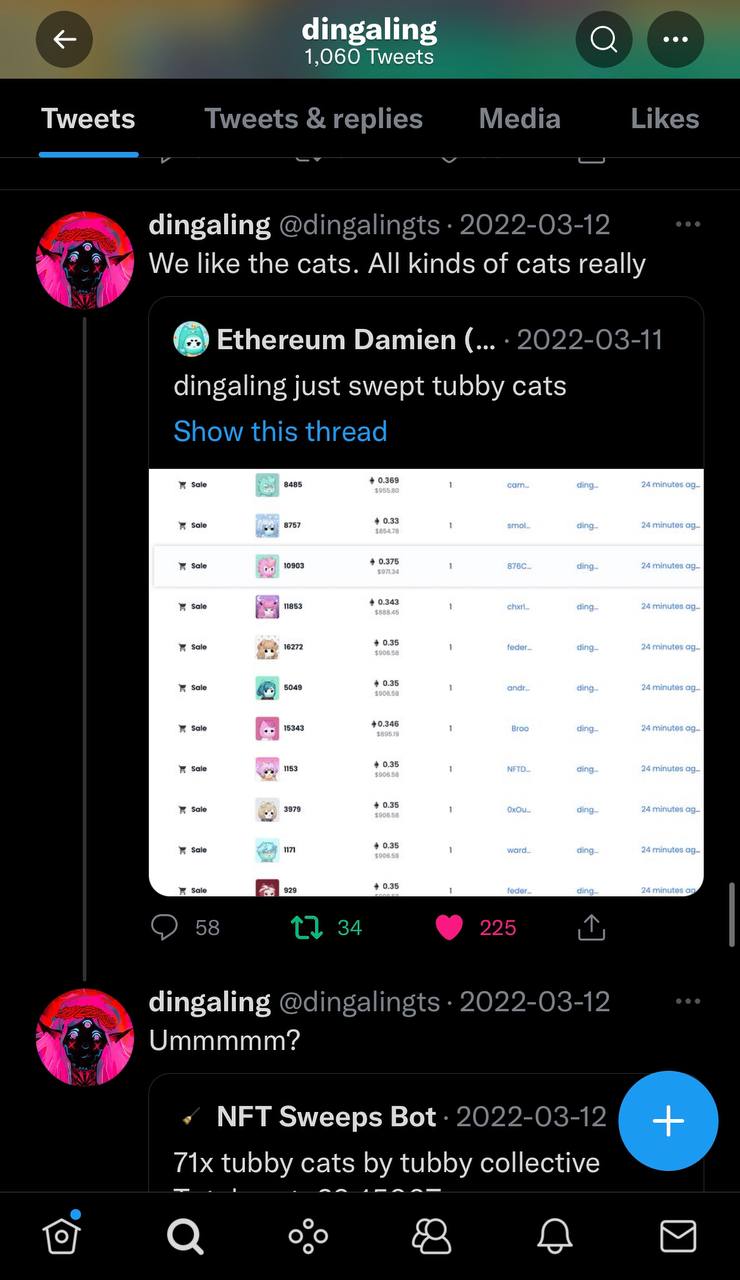 dingaling
1,060 Tweets
Tweets Tweets & replies Media Likes
dingaling @dingalingts · 2022-03-12
We like the cats. All kinds of cats really
Ethereum Damien (... · 2022-03-11
dingaling just swept tubby cats
Show this thread
Sale 8485 0.369 1 cam... ding... 24 minutes ag...
$955.80
Sale 8757 0.33 1 smol... ding... 24 minutes ag...
$854.78
Sale 10903 0.375 1 876C... ding... 24 minutes ag...
$971.34
Sale 11853 0.343 1 chxrl... ding... 24 minutes ag...
$888.45
Sale 16272 0.35 1 feder... ding... 24 minutes ag...
$906.58
Sale 5049 0.35 1 andr... ding... 24 minutes ag...
$906.58
Sale 15343 0.346 1 Broo ding... 24 minutes ag...
$895.19
Sale 1153 0.35 1 NFTD... ding... 24 minutes ag...
$906.58
Sale 3979 0.35 1 0xOu... ding... 24 minutes ag...
$906.58
Sale 1171 0.35 1 ward... ding... 24 minutes ag...
$906.58
Sale 929 0.35 1 feder... ding... 24 minutes ag...
58 34 225
dingaling @dingalingts · 2022-03-12
Ummmmm?
NFT Sweeps Bot · 2022-03-12
71x tubby cats by tubby collective